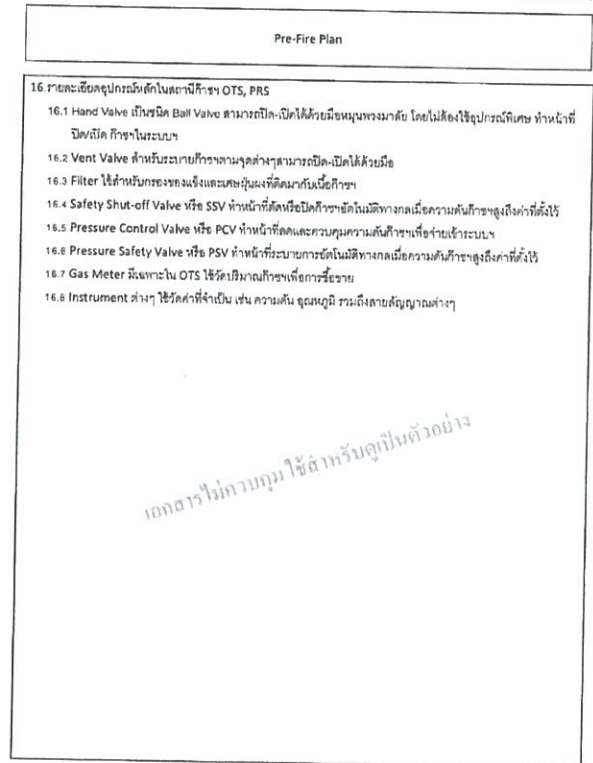 Pre-Fire Plan
16.รายละเอียดอุปกรณ์หลักในสถานีก๊าซฯ OTS, PRS
16.1 Hand Valve เป็นชนิด Ball Valve สามารถปิด-เปิดได้ด้วยมือหมุนพวงมาลัย โดยไม่ต้องใช้อุปกรณ์พิเศษ ทำหน้าที่
ปิด/เปิด ก๊าซฯในระบบฯ
16.2 Vent Valve สำหรับระบายก๊าซฯตามจุดต่างๆสามารถปิด-เปิดได้ด้วยมือ
16.3 Filter ใช้สำหรับกรองของแข็งและเศษฝุ่นผงที่ติดมากับเนื้อก๊าซฯ
16.4 Safety Shut-off Valve หรือ SSV ทำหน้าที่ตัดหรือปิดก๊าซฯอัตโนมัติทางกลเมื่อความดันก๊าซฯสูงถึงค่าที่ตั้งไว้
16.5 Pressure Control Valve หรือ PCV ทำหน้าที่ลดและควบคุมความดันก๊าซฯเพื่อจ่ายเข้าระบบฯ
16.6 Pressure Safety Valve หรือ PSV ทำหน้าที่ระบายการอัตโนมัติทางกลเมื่อความดันก๊าซฯสูงถึงค่าที่ตั้งไว้
16.7 Gas Meter มีเฉพาะใน OTS ใช้วัดปริมาณก๊าซฯเพื่อการซื้อขาย
16.8 Instrument ต่างๆ ใช้วัดค่าที่จำเป็น เช่น ความดัน อุณหภูมิ รวมถึงสายสัญญาณต่างๆ
เอกสารไม่ควบคุม ใช้สำหรับดูเป็นตัวอย่าง